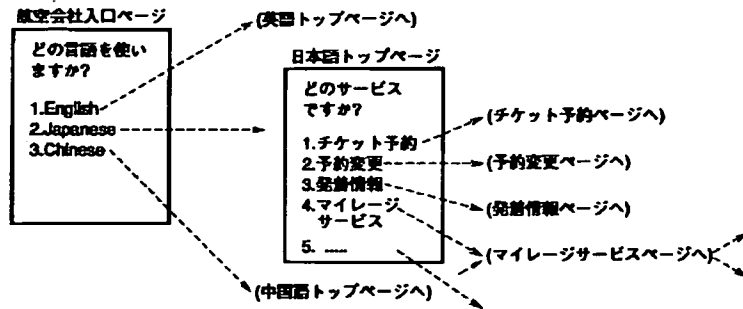 航空会社入口ページ
どの言語を使い
ますか?
1.English
2.Japanese
3.Chinese
(英語トップページへ)
日本語トップページ
どのサービス
ですか?
1.チケット予約
2.予約変更
3.発着情報
4.マイレージ
サービス
5. .....
(チケット予約ページへ)
(予約変更ページへ)
(発着情報ページへ)
(マイレージサービスページへ)
(中国語トップページへ)